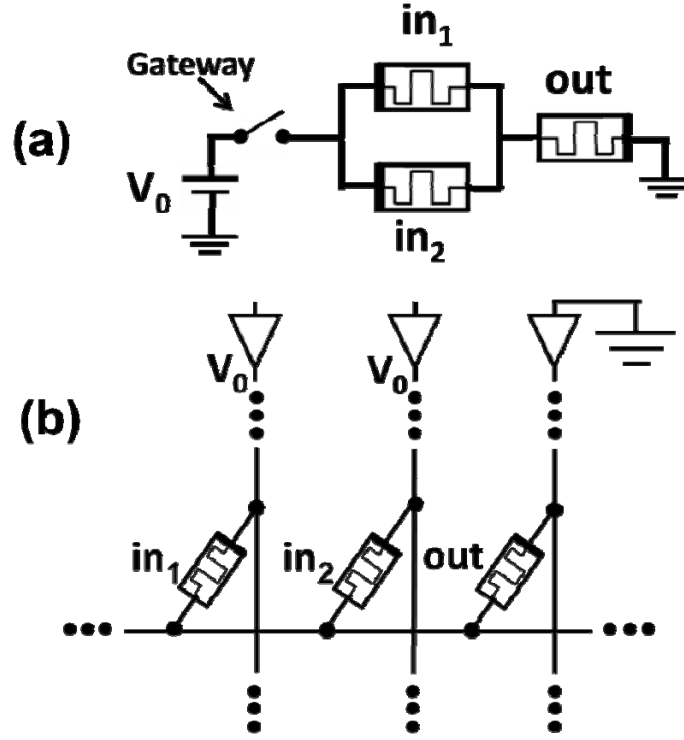 in₁
Gateway
out
(a)
V₀
in₂
V₀
V₀
(b)
in₁
in₂
out